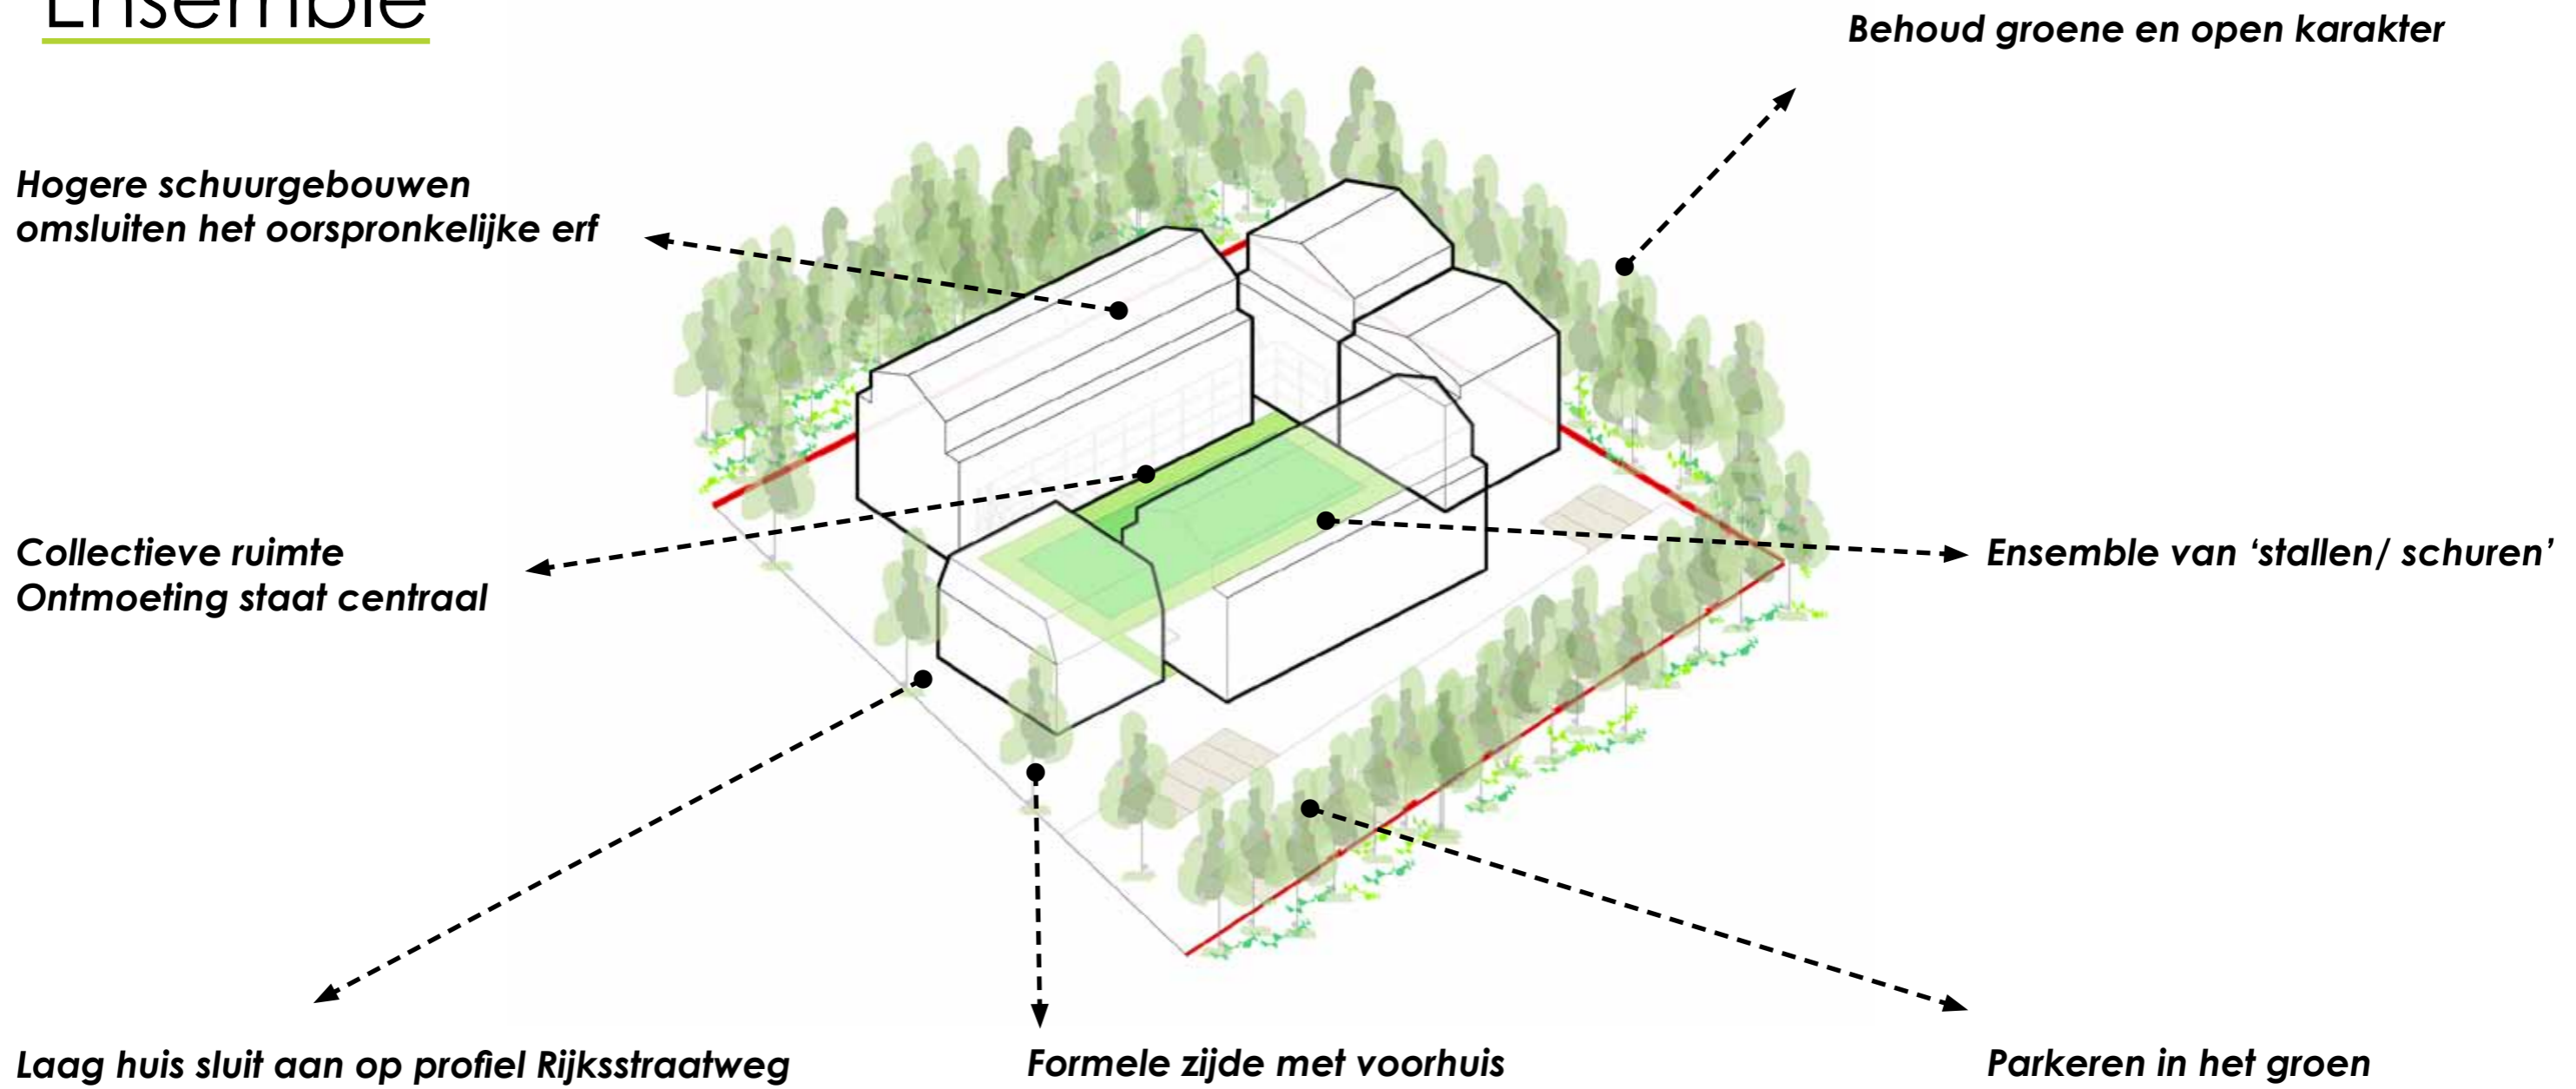 Ensemble
Behoud groene en open karakter
Hogere schuurgebouwen
omsluiten het oorspronkelijke erf
Collectieve ruimte
Ontmoeting staat centraal
Ensemble van ‘stallen/ schuren’
Laag huis sluit aan op profiel Rijksstraatweg
Formele zijde met voorhuis
Parkeren in het groen